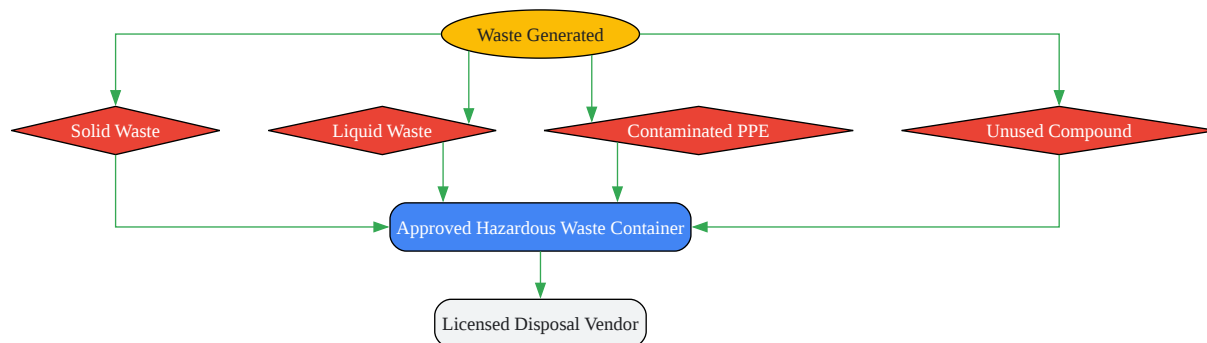 Waste Generated
Solid Waste
Liquid Waste
Contaminated PPE
Unused Compound
Approved Hazardous Waste Container
Licensed Disposal Vendor